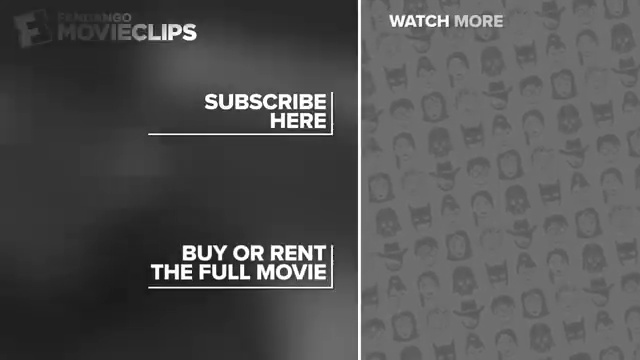 FANDANGO
MOVIECLIPS
WATCH MORE
SUBSCRIBE
HERE
BUY OR RENT
THE FULL MOVIE